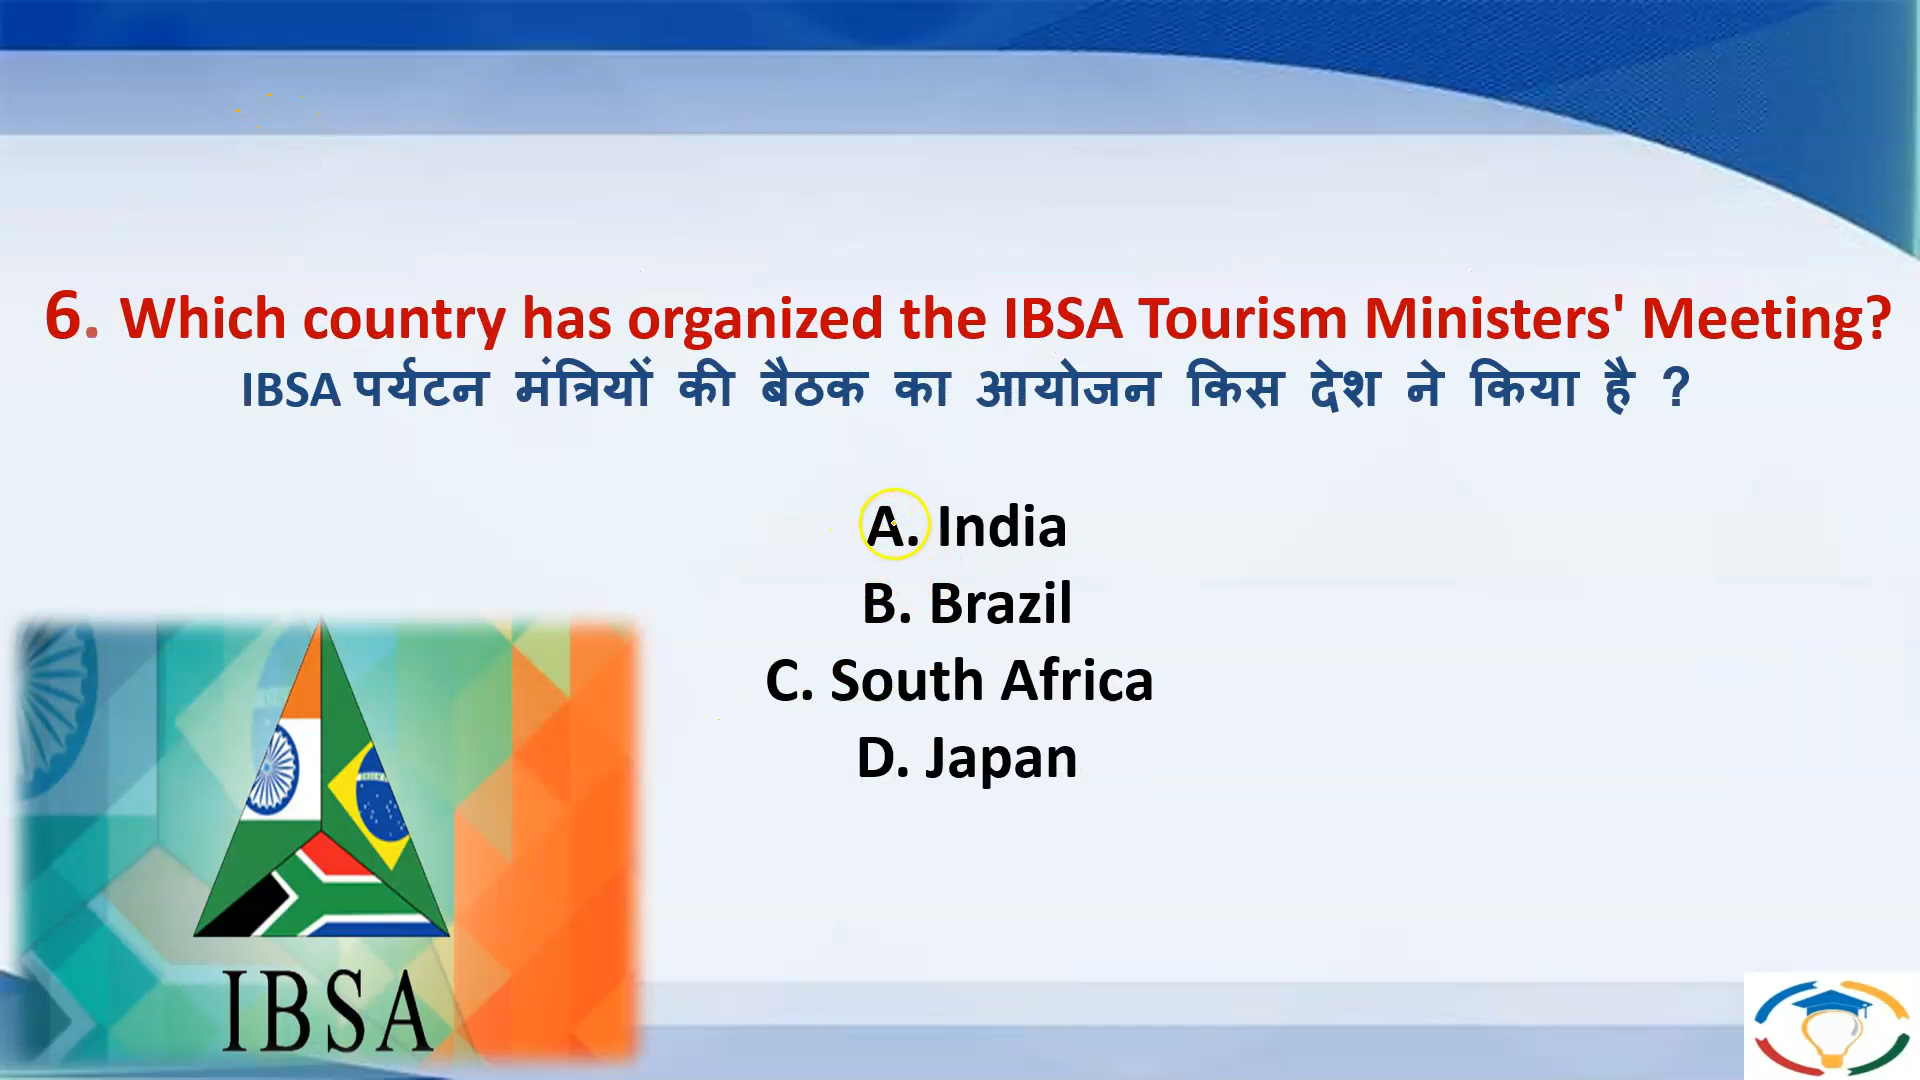 6. Which country has organized the IBSA Tourism Ministers' Meeting?
IBSA पर्यटन मंत्रियों की बैठक का आयोजन किस देश ने किया है ?
A. India
B. Brazil
C. South Africa
D. Japan
IBSA